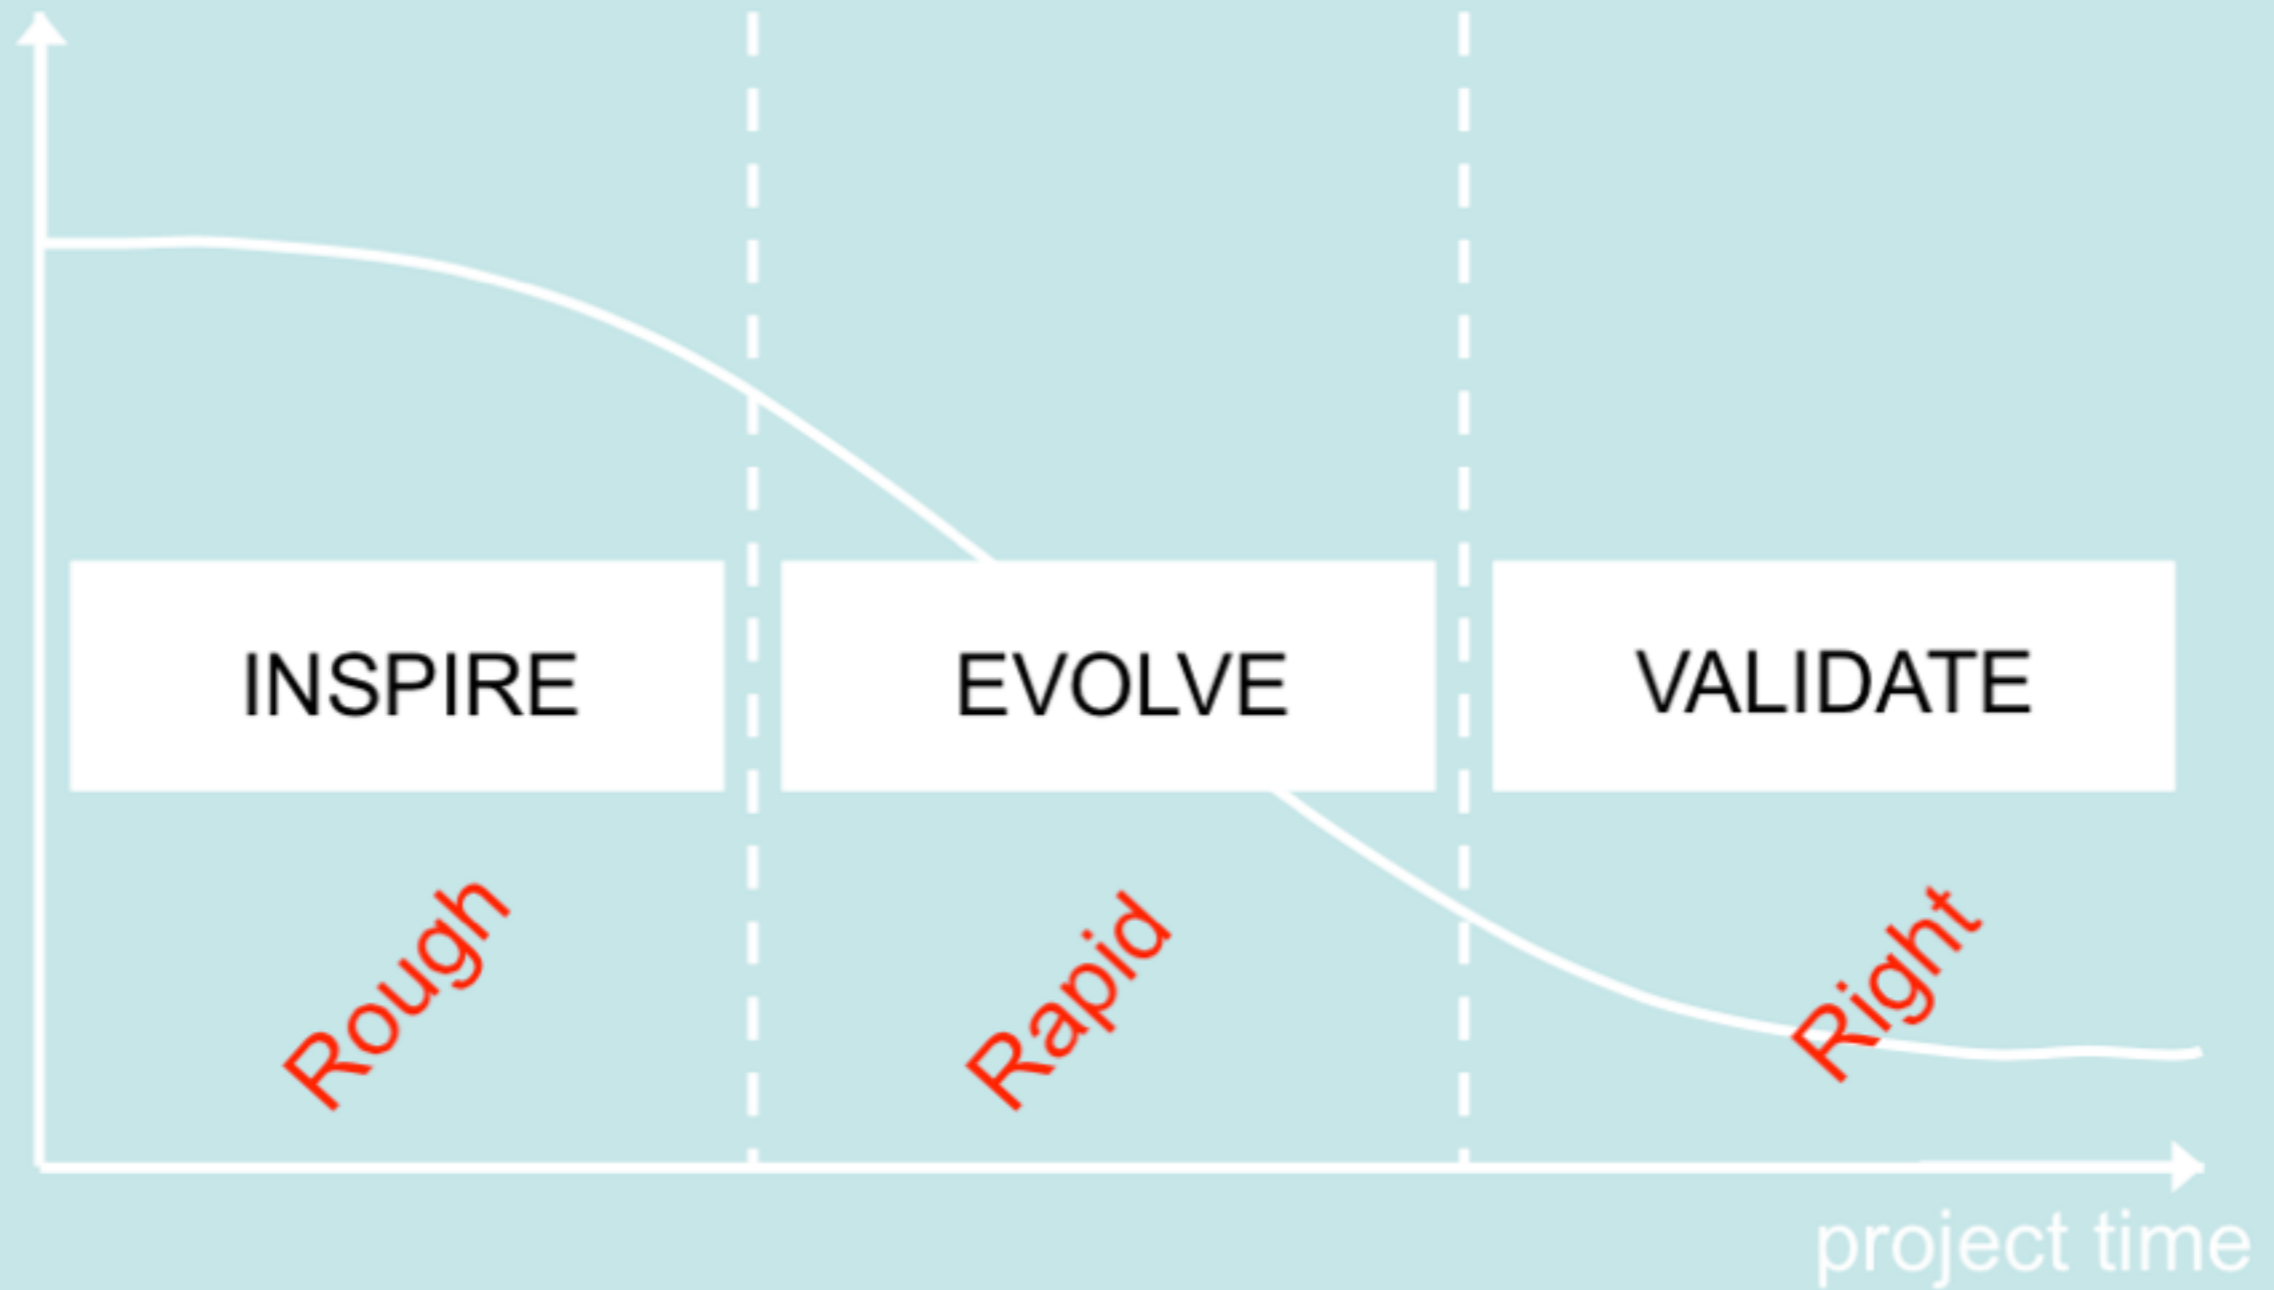 INSPIRE
EVOLVE
VALIDATE
Rough
Rapid
Right
project time